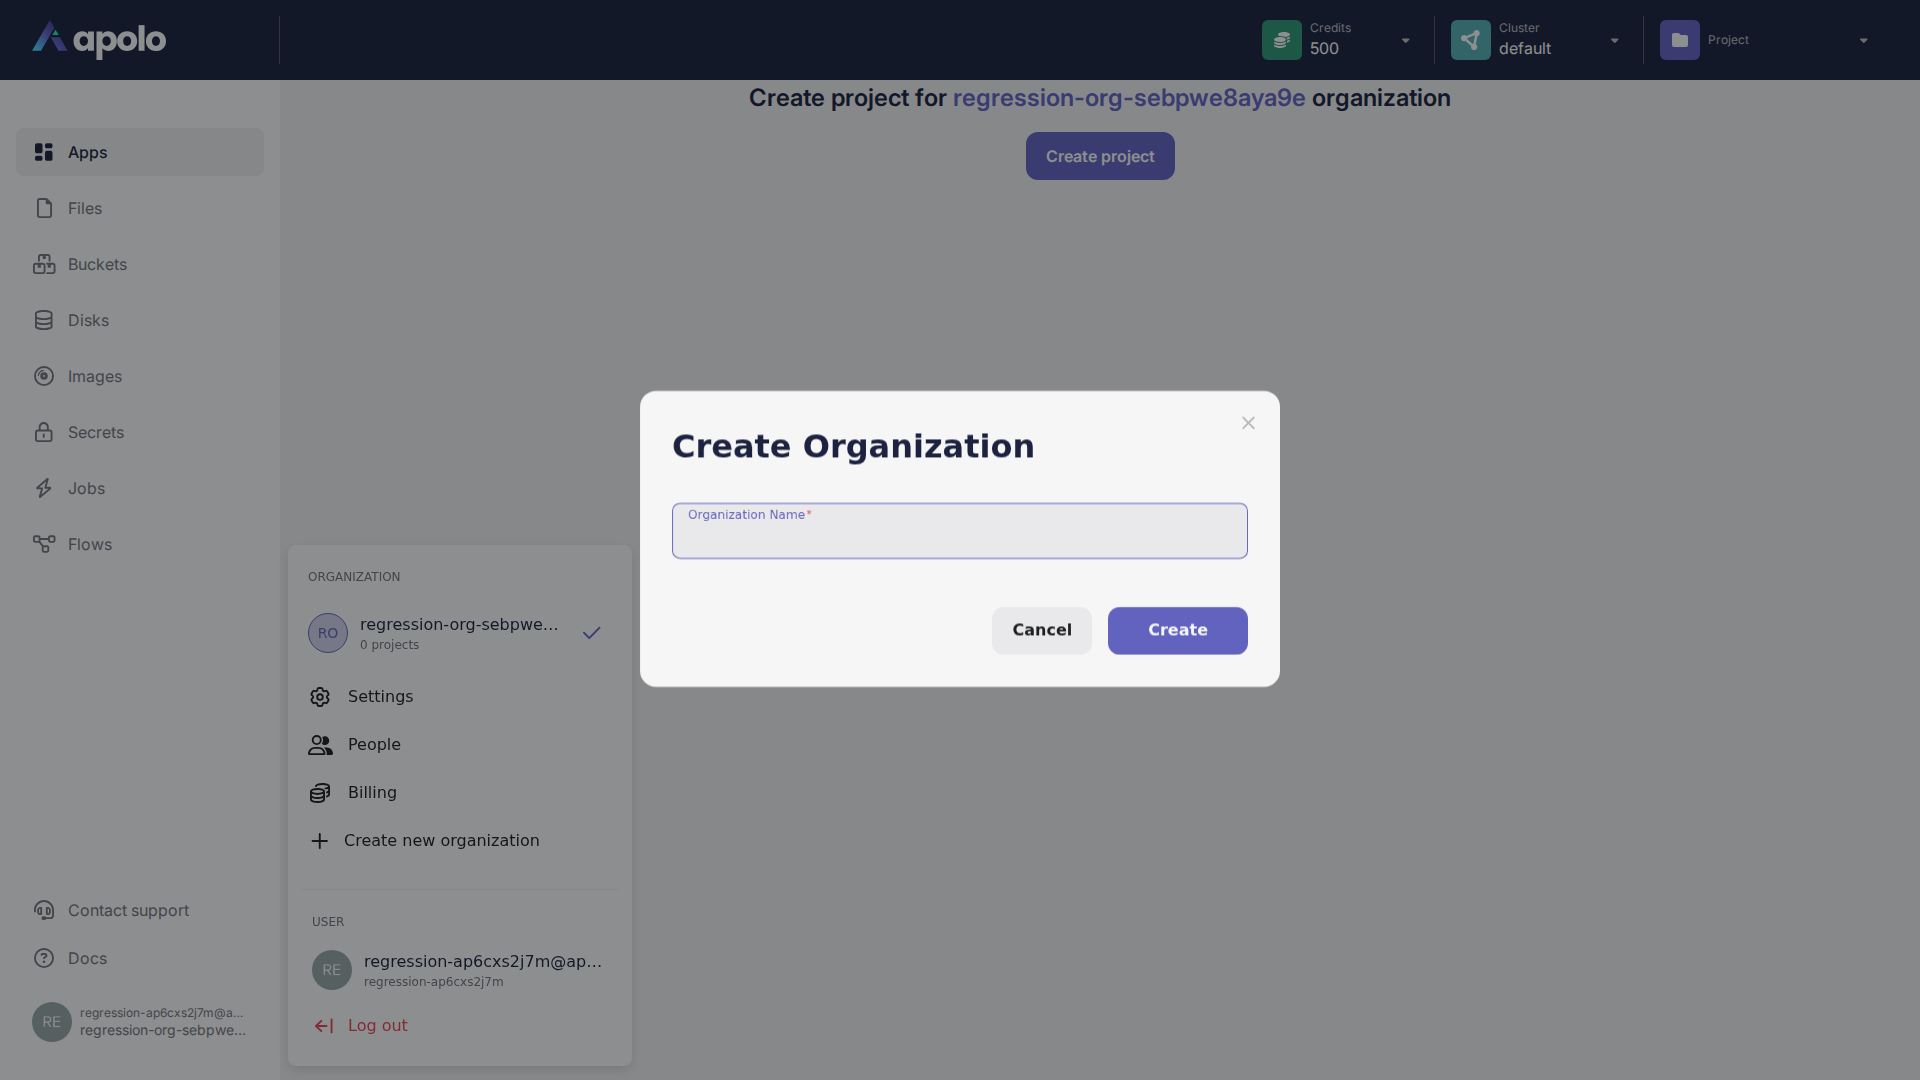 apolo
Credits
500
Cluster
default
Project
Create project for regression-org-sebpwe8aya9e organization
Create project
Apps
Files
Buckets
Disks
Images
Secrets
Jobs
Flows
Contact support
Docs
RE
regression-ap6cxs2j7m@a...
regression-org-sebpwe...
ORGANIZATION
RO
regression-org-sebpwe...
0 projects
Settings
People
Billing
Create new organization
USER
RE
regression-ap6cxs2j7m@ap...
regression-ap6cxs2j7m
Log out
Create Organization
Organization Name*
Cancel
Create